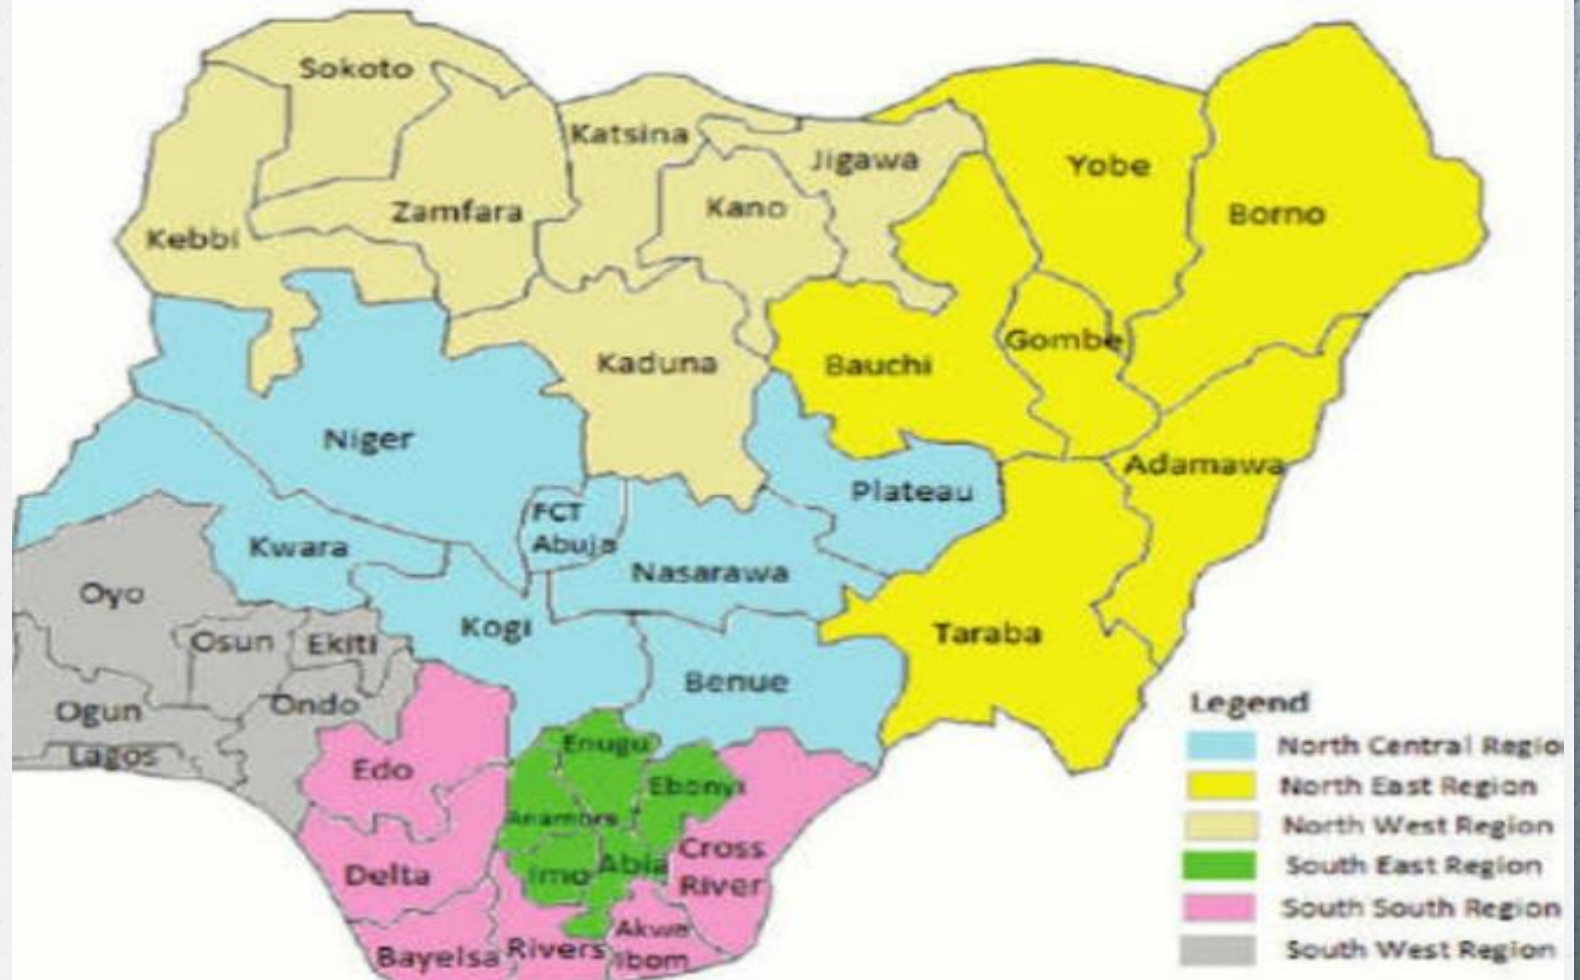 Sokoto
Katsina
Jigawa
Yobe
Kano
Zamfara
Borno
Kebbi
Gombe
Kaduna
Bauchi
Niger
Adamawa
Plateau
FCT
Abuja
Kwara
Nasarawa
Oyo
Kogi
Taraba
Osun
Ekiti
Benue
Ondo
Ogun
Lagos
Enugu
Edo
Ebonyi
Anambra
Cross
River
Abia
Imo
Delta
Akwa
Ibom
Rivers
Bayelsa
Legend
North Central Regio
North East Region
North West Region
South East Region
South South Region
South West Region